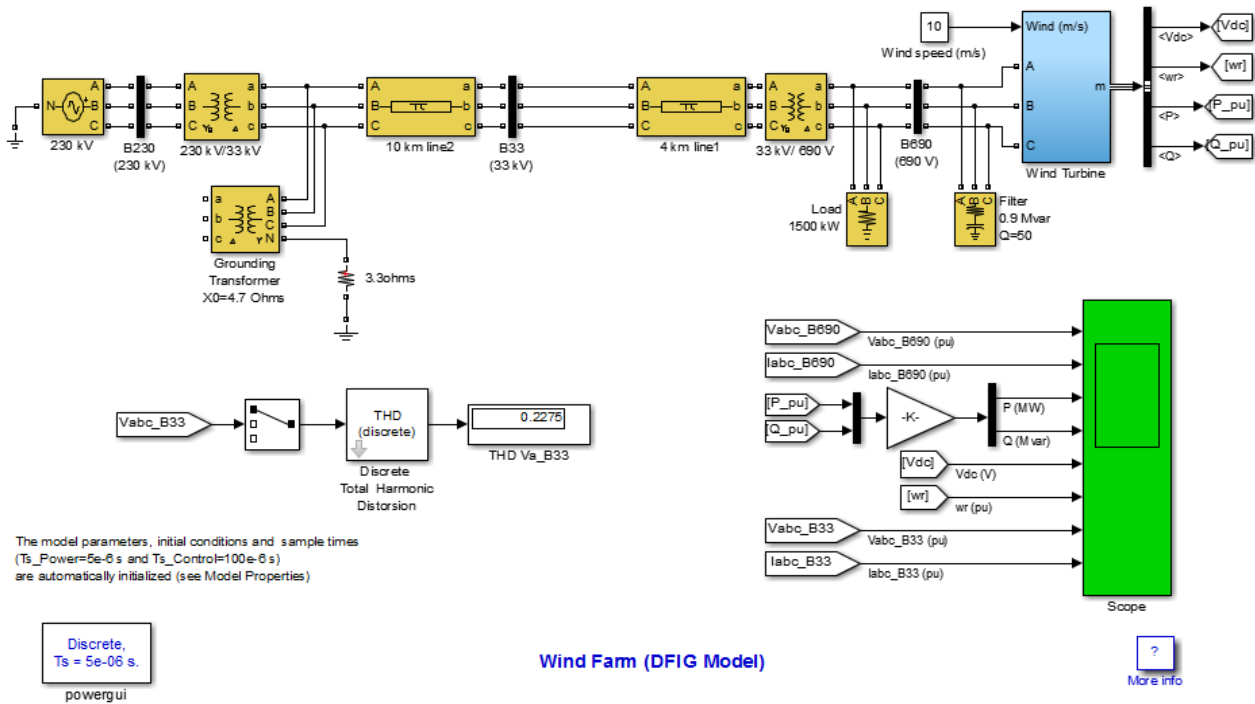 10
Wind speed (m/s)
Wind (m/s)
A
B
C
m
Wind Turbine
<Vdc>
<wr>
<P>
<Q>
[Vdc]
[wr]
[P_pu]
[Q_pu]
N
A
B
C
230 kV
B230
(230 kV)
A
B
C
a
b
c
Yg
Δ
230 kV/33 kV
A
B
C
a
b
c
10 km line2
B33
(33 kV)
A
B
C
a
b
c
4 km line1
A
B
C
a
b
c
Yg
Δ
33 kV/ 690 V
B690
(690 V)
a
b
c
A
B
C
N
Δ
Y
Grounding
Transformer
X0=4.7 Ohms
3.3ohms
A B C
Load
1500 kW
A B C
Filter
0.9 Mvar
Q=50
Vabc_B33
THD
(discrete)
Discrete
Total Harmonic
Distorsion
0.2275
THD Va_B33
Vabc_B690
Vabc_B690 (pu)
Iabc_B690
Iabc_B690 (pu)
[P_pu]
[Q_pu]
-K-
P (MW)
Q (Mvar)
[Vdc]
Vdc (V)
[wr]
wr (pu)
Vabc_B33
Vabc_B33 (pu)
Iabc_B33
Iabc_B33 (pu)
Scope
The model parameters, initial conditions and sample times
(Ts_Power=5e-6 s and Ts_Control=100e-6 s)
are automatically initialized (see Model Properties)
Discrete,
Ts = 5e-06 s.
powergui
Wind Farm (DFIG Model)
?
More info